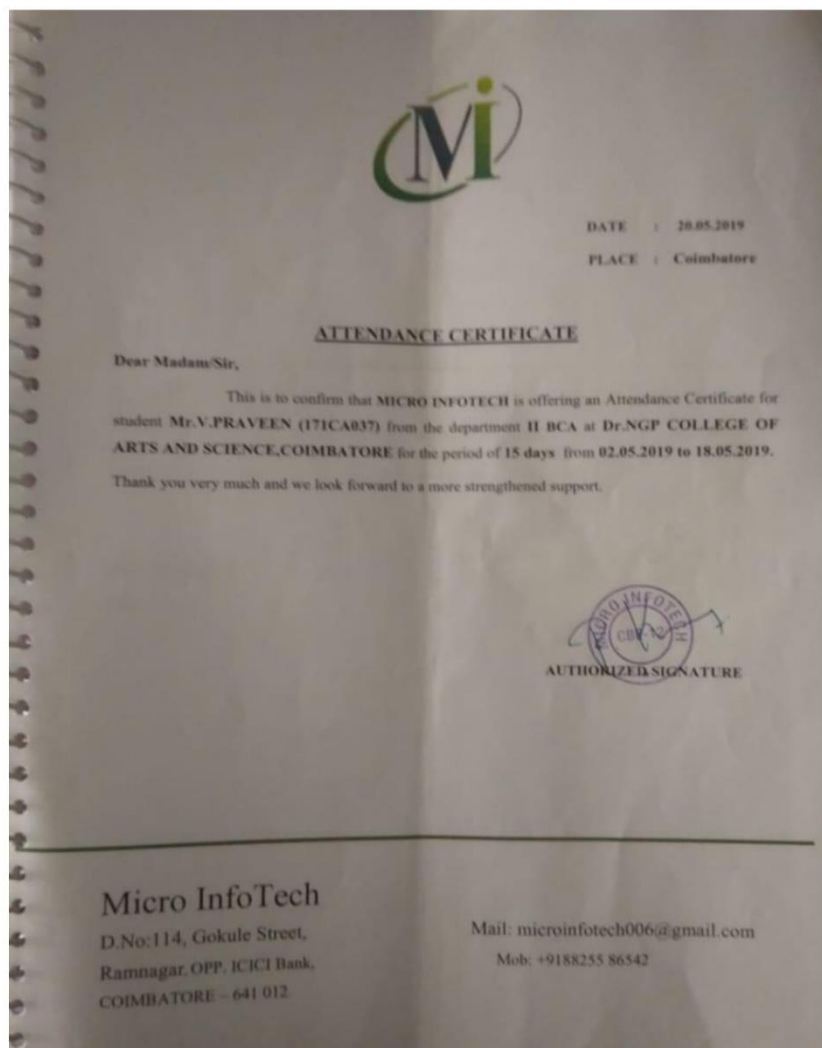 Mi
DATE : 20.05.2019
PLACE : Coimbatore
ATTENDANCE CERTIFICATE
Dear Madam/Sir,
This is to confirm that MICRO INFOTECH is offering an Attendance Certificate for
student Mr.V.PRAVEEN (171CA037) from the department II BCA at Dr.NGP COLLEGE OF
ARTS AND SCIENCE,COIMBATORE for the period of 15 days from 02.05.2019 to 18.05.2019.
Thank you very much and we look forward to a more strengthened support.
MICRO INFOTECH
AUTHORIZED SIGNATURE
Micro InfoTech
D.No:114, Gokule Street,
Ramnagar, OPP. ICICI Bank,
COIMBATORE – 641 012
Mail: microinfotech006@gmail.com
Mob: +9188255 86542